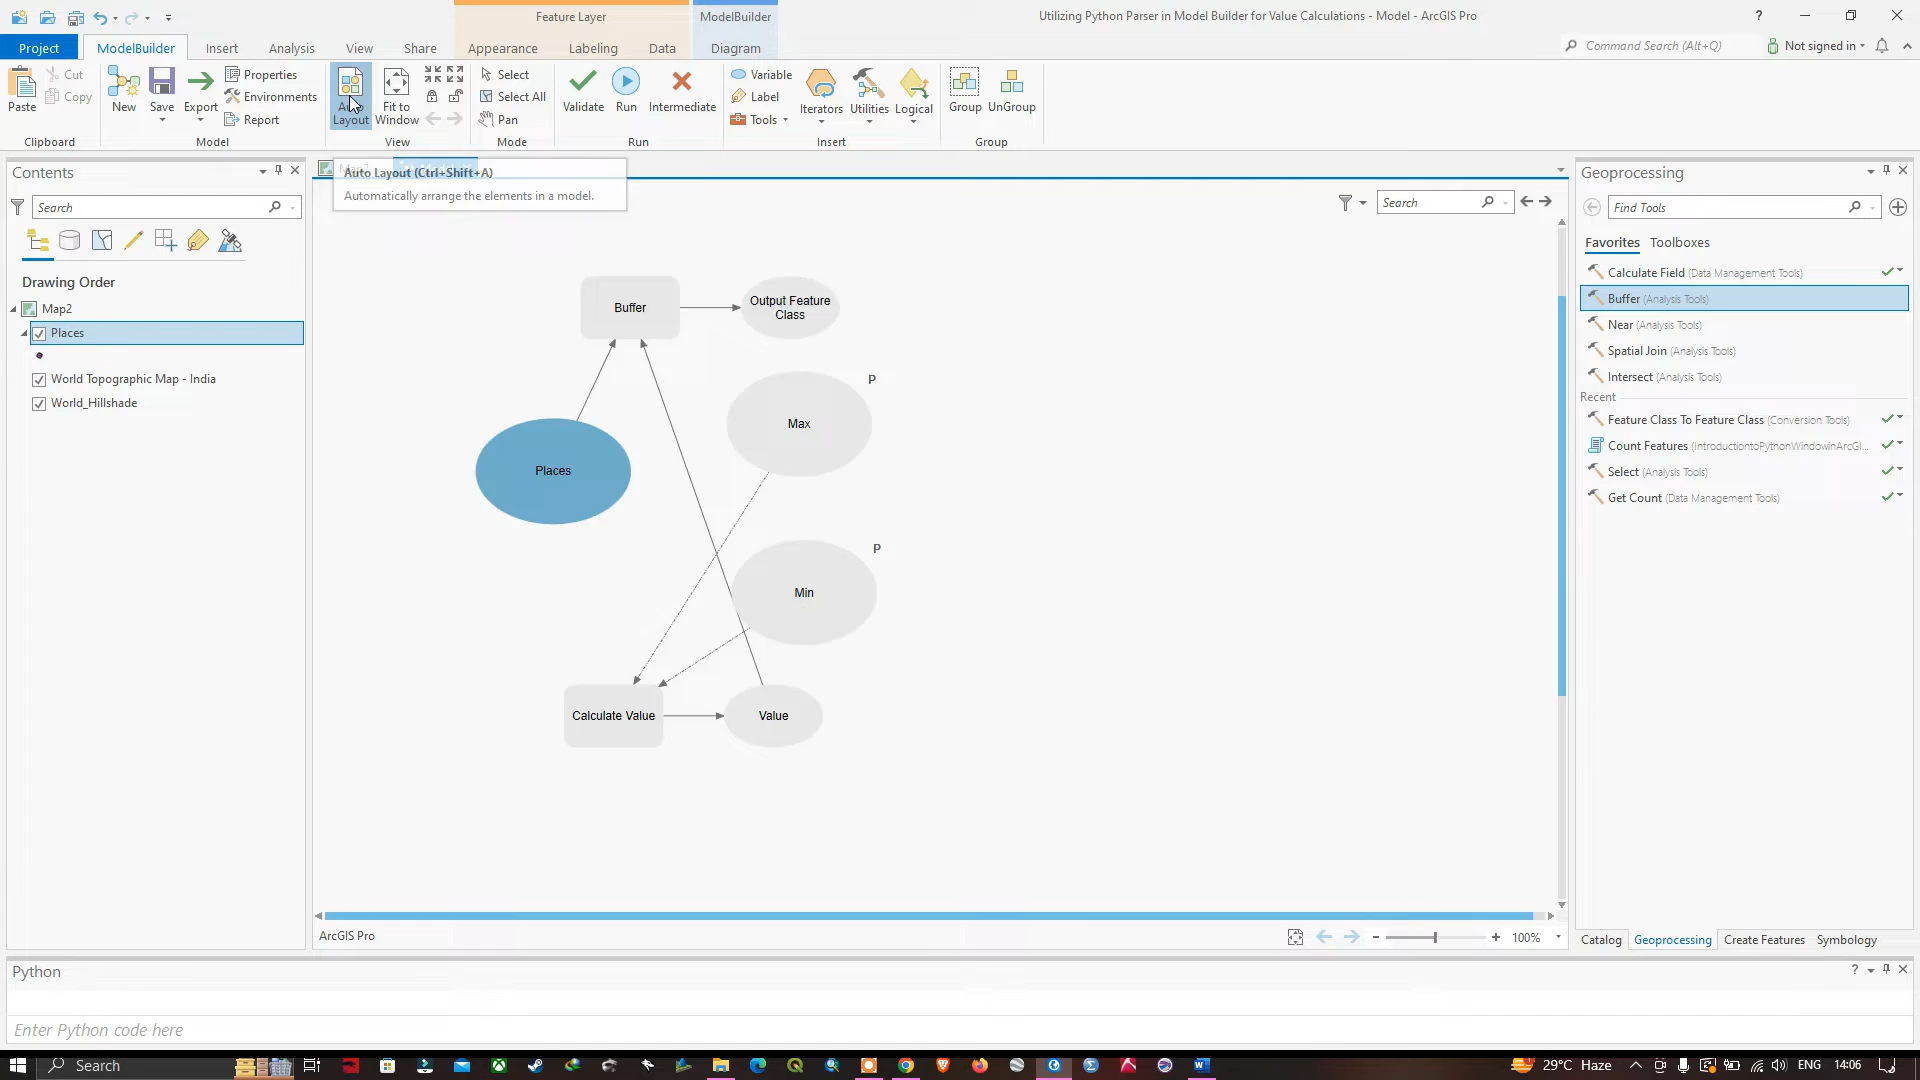 Feature Layer
ModelBuilder
Utilizing Python Parser in Model Builder for Value Calculations - Model - ArcGIS Pro
Project
ModelBuilder
Insert
Analysis
View
Share
Appearance
Labeling
Data
Diagram
Command Search (Alt+Q)
Not signed in
Paste
Cut
Copy
Clipboard
New
Save
Export
Properties
Environments
Report
Model
Auto Layout
Fit to Window
View
Select
Select All
Pan
Mode
Validate
Run
Intermediate
Run
Variable
Label
Tools
Iterators
Utilities
Logical
Insert
Group
UnGroup
Group
Contents
Search
Drawing Order
Map2
Places
World Topographic Map - India
World_Hillshade
Auto Layout (Ctrl+Shift+A)
Automatically arrange the elements in a model.
Search
Buffer
Output Feature
Class
P
Max
Places
P
Min
Calculate Value
Value
ArcGIS Pro
100%
Geoprocessing
Find Tools
Favorites
Toolboxes
Calculate Field (Data Management Tools)
Buffer (Analysis Tools)
Near (Analysis Tools)
Spatial Join (Analysis Tools)
Intersect (Analysis Tools)
Recent
Feature Class To Feature Class (Conversion Tools)
Count Features (IntroductiontoPythonWindowinArcGI...
Select (Analysis Tools)
Get Count (Data Management Tools)
Catalog
Geoprocessing
Create Features
Symbology
Python
Enter Python code here
Search
29°C Haze
ENG
14:06